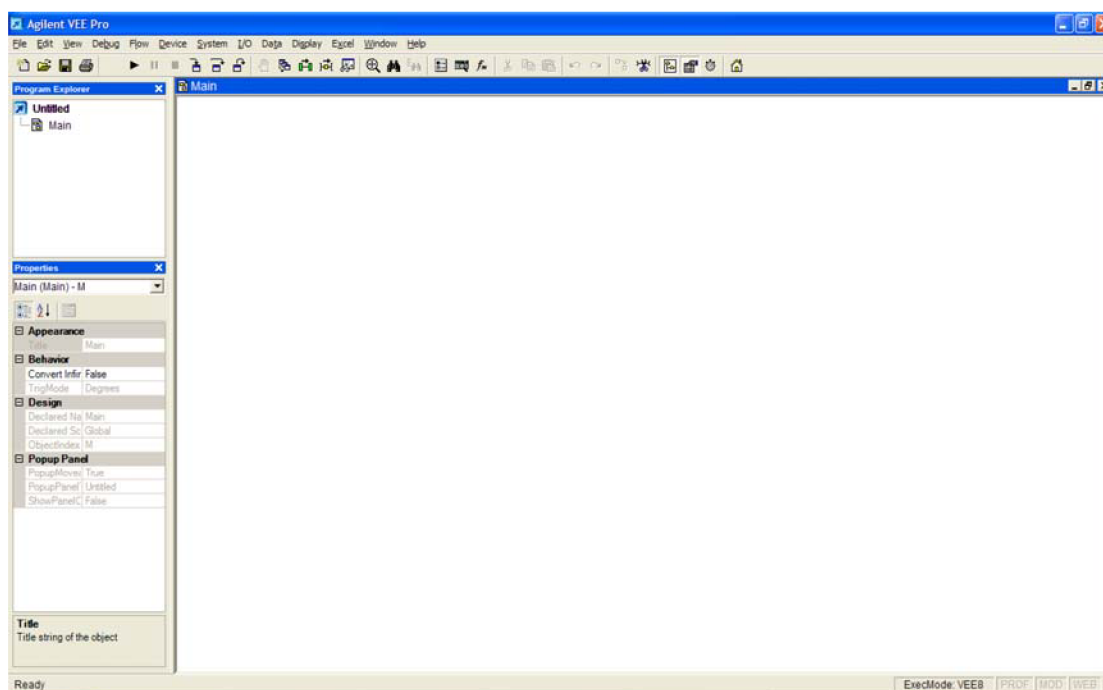 Agilent VEE Pro
File Edit View Debug Flow Device System I/O Data Display Excel Window Help
Program Explorer
Main
Untitled
Main
Properties
Main (Main) - M
Appearance
Title Main
Behavior
Convert Infir False
TrigMode Degrees
Design
Declared Na Main
Declared Sc Global
ObjectIndex M
Popup Panel
PopupMovea True
PopupPanelT Untitled
ShowPanelC False
Title
Title string of the object
Ready
ExecMode: VEE8 PROF MOD WEB